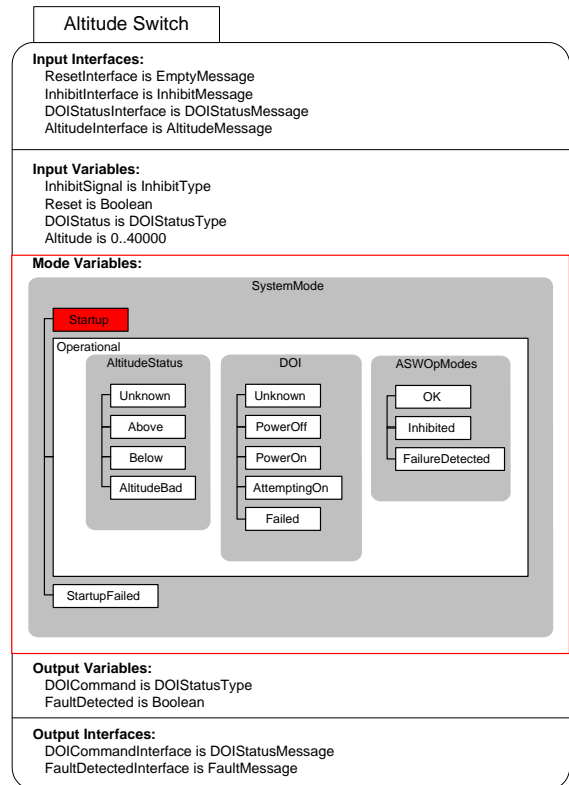 Altitude Switch
Input Interfaces:
ResetInterface is EmptyMessage
InhibitInterface is InhibitMessage
DOIStatusInterface is DOIStatusMessage
AltitudeInterface is AltitudeMessage
Input Variables:
InhibitSignal is InhibitType
Reset is Boolean
DOIStatus is DOIStatusType
Altitude is 0..40000
Mode Variables:
SystemMode
Startup
Operational
AltitudeStatus
Unknown
Above
Below
AltitudeBad
DOI
Unknown
PowerOff
PowerOn
AttemptingOn
Failed
ASWOpModes
OK
Inhibited
FailureDetected
StartupFailed
Output Variables:
DOICommand is DOIStatusType
FaultDetected is Boolean
Output Interfaces:
DOICommandInterface is DOIStatusMessage
FaultDetectedInterface is FaultMessage